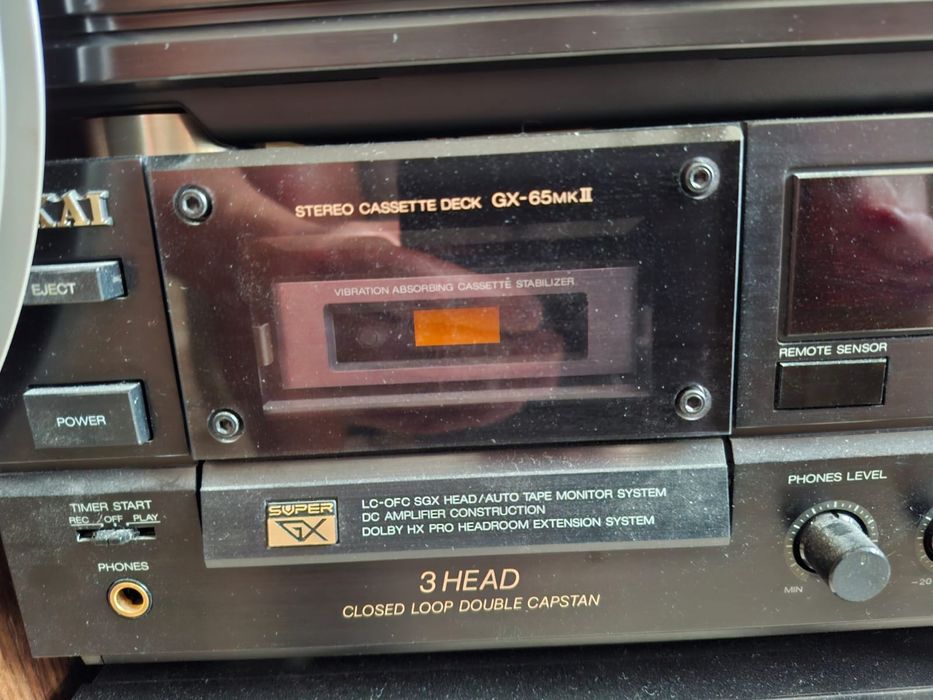 KAI
STEREO CASSETTE DECK GX-65MKII
EJECT
VIBRATION ABSORBING CASSETTE STABILIZER
REMOTE SENSOR
POWER
PHONES LEVEL
TIMER START
REC OFF PLAY
SUPER
GX
LC-OFC SGX HEAD/AUTO TAPE MONITOR SYSTEM
DC AMPLIFIER CONSTRUCTION
DOLBY HX PRO HEADROOM EXTENSION SYSTEM
PHONES
3 HEAD
CLOSED LOOP DOUBLE CAPSTAN
MIN
-20